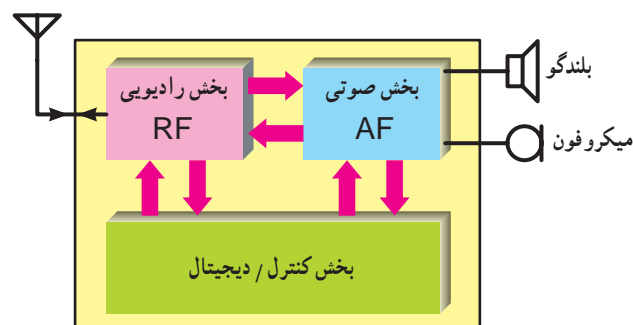 بلندگو
بخش صوتی
AF
بخش رادیویی
RF
میکروفون
بخش کنترل / دیجیتال